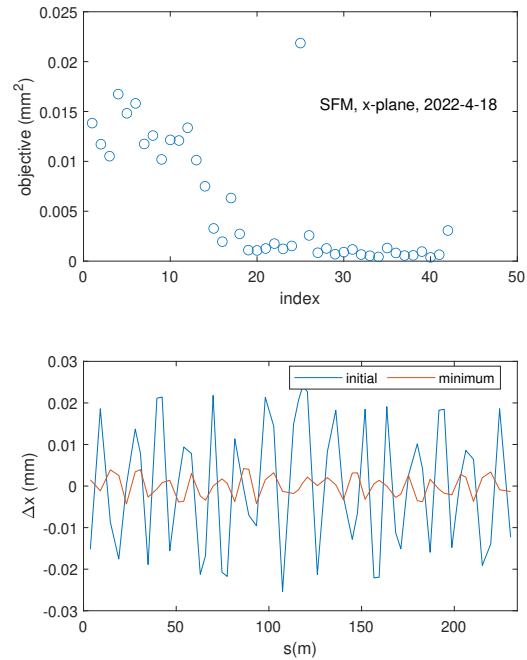 0.025
0.02
0.015
0.01
0.005
0
objective (mm²)
SFM, x-plane, 2022-4-18
0 10 20 30 40 50
index
0.03
0.02
0.01
0
-0.01
-0.02
-0.03
Δx (mm)
initial minimum
0 50 100 150 200
s(m)